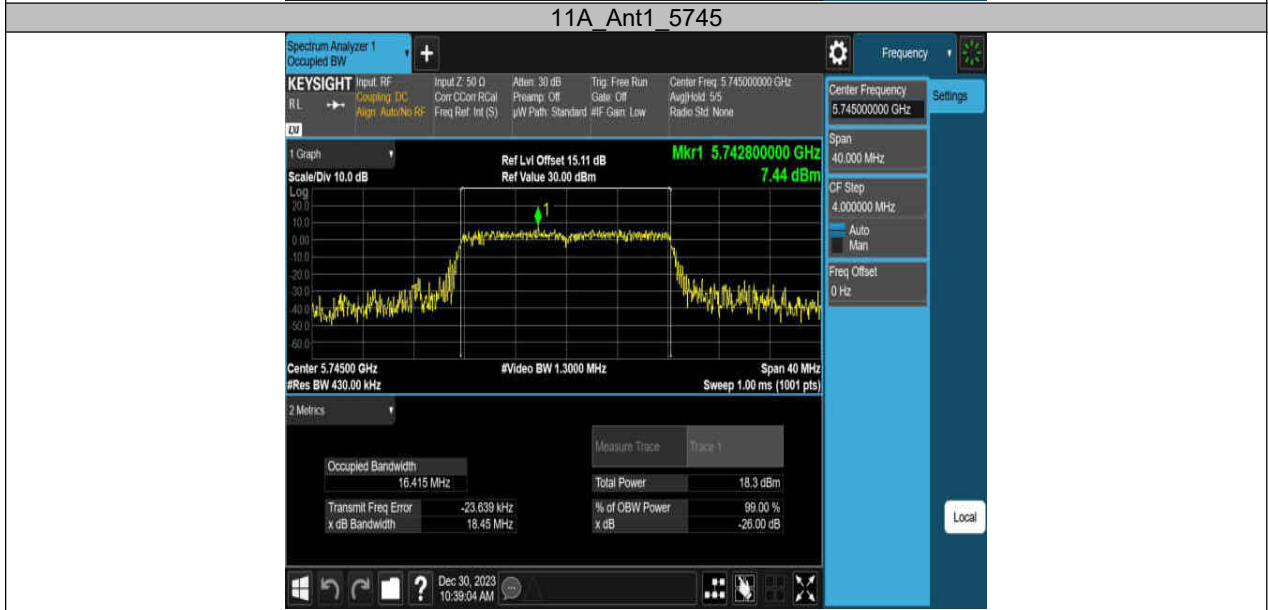 11A_Ant1_5745
Spectrum Analyzer 1
Occupied BW
+
Frequency
KEYSIGHT
RL
LXI
Input: RF
Coupling: DC
Align: Auto/No RF
Input Z: 50 Ω
Corr CCorr RCal
Freq Ref: Int (S)
Atten: 30 dB
Preamp: Off
µW Path: Standard
Trig: Free Run
Gate: Off
#IF Gain: Low
Center Freq: 5.745000000 GHz
Avg|Hold: 5/5
Radio Std: None
Center Frequency
5.745000000 GHz
Settings
Span
40.000 MHz
CF Step
4.000000 MHz
Auto
Man
Freq Offset
0 Hz
Local
1 Graph
Scale/Div 10.0 dB
Ref Lvl Offset 15.11 dB
Ref Value 30.00 dBm
Mkr1 5.742800000 GHz
7.44 dBm
Log
20.0
10.0
0.00
-10.0
-20.0
-30.0
-40.0
-50.0
-60.0
1
Center 5.74500 GHz
#Res BW 430.00 kHz
#Video BW 1.3000 MHz
Span 40 MHz
Sweep 1.00 ms (1001 pts)
2 Metrics
Measure Trace Trace 1
Occupied Bandwidth
16.415 MHz
Total Power 18.3 dBm
Transmit Freq Error -23.639 kHz
% of OBW Power 99.00 %
x dB Bandwidth 18.45 MHz
x dB -26.00 dB
?
Dec 30, 2023
10:39:04 AM